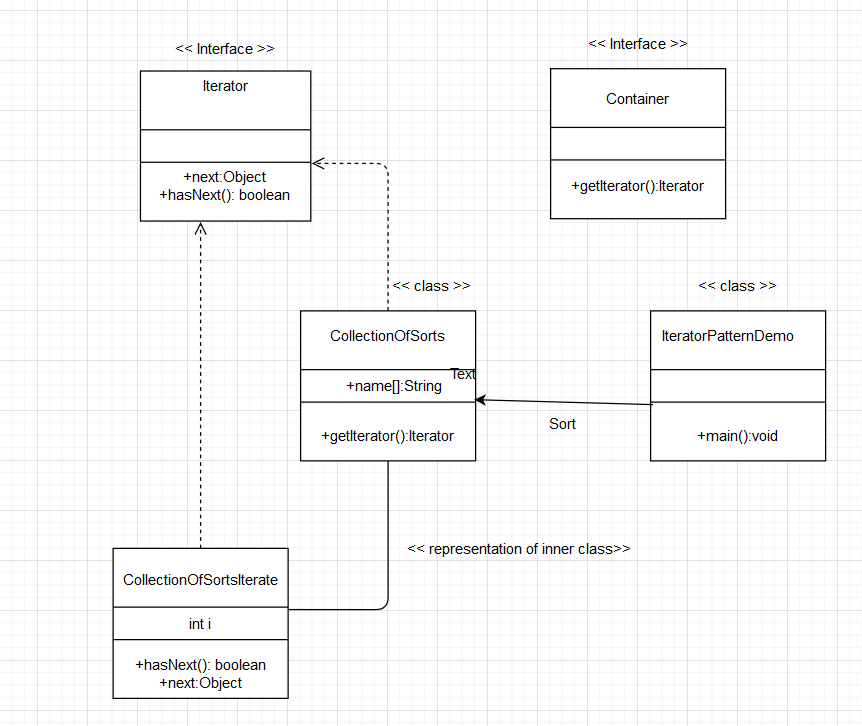 << Interface >>
Iterator
+next:Object
+hasNext(): boolean
<< Interface >>
Container
+getIterator():Iterator
<< class >>
CollectionOfSorts
Text
+name[]:String
+getIterator():Iterator
<< class >>
IteratorPatternDemo
+main():void
Sort
<< representation of inner class>>
CollectionOfSortsIterate
int i
+hasNext(): boolean
+next:Object